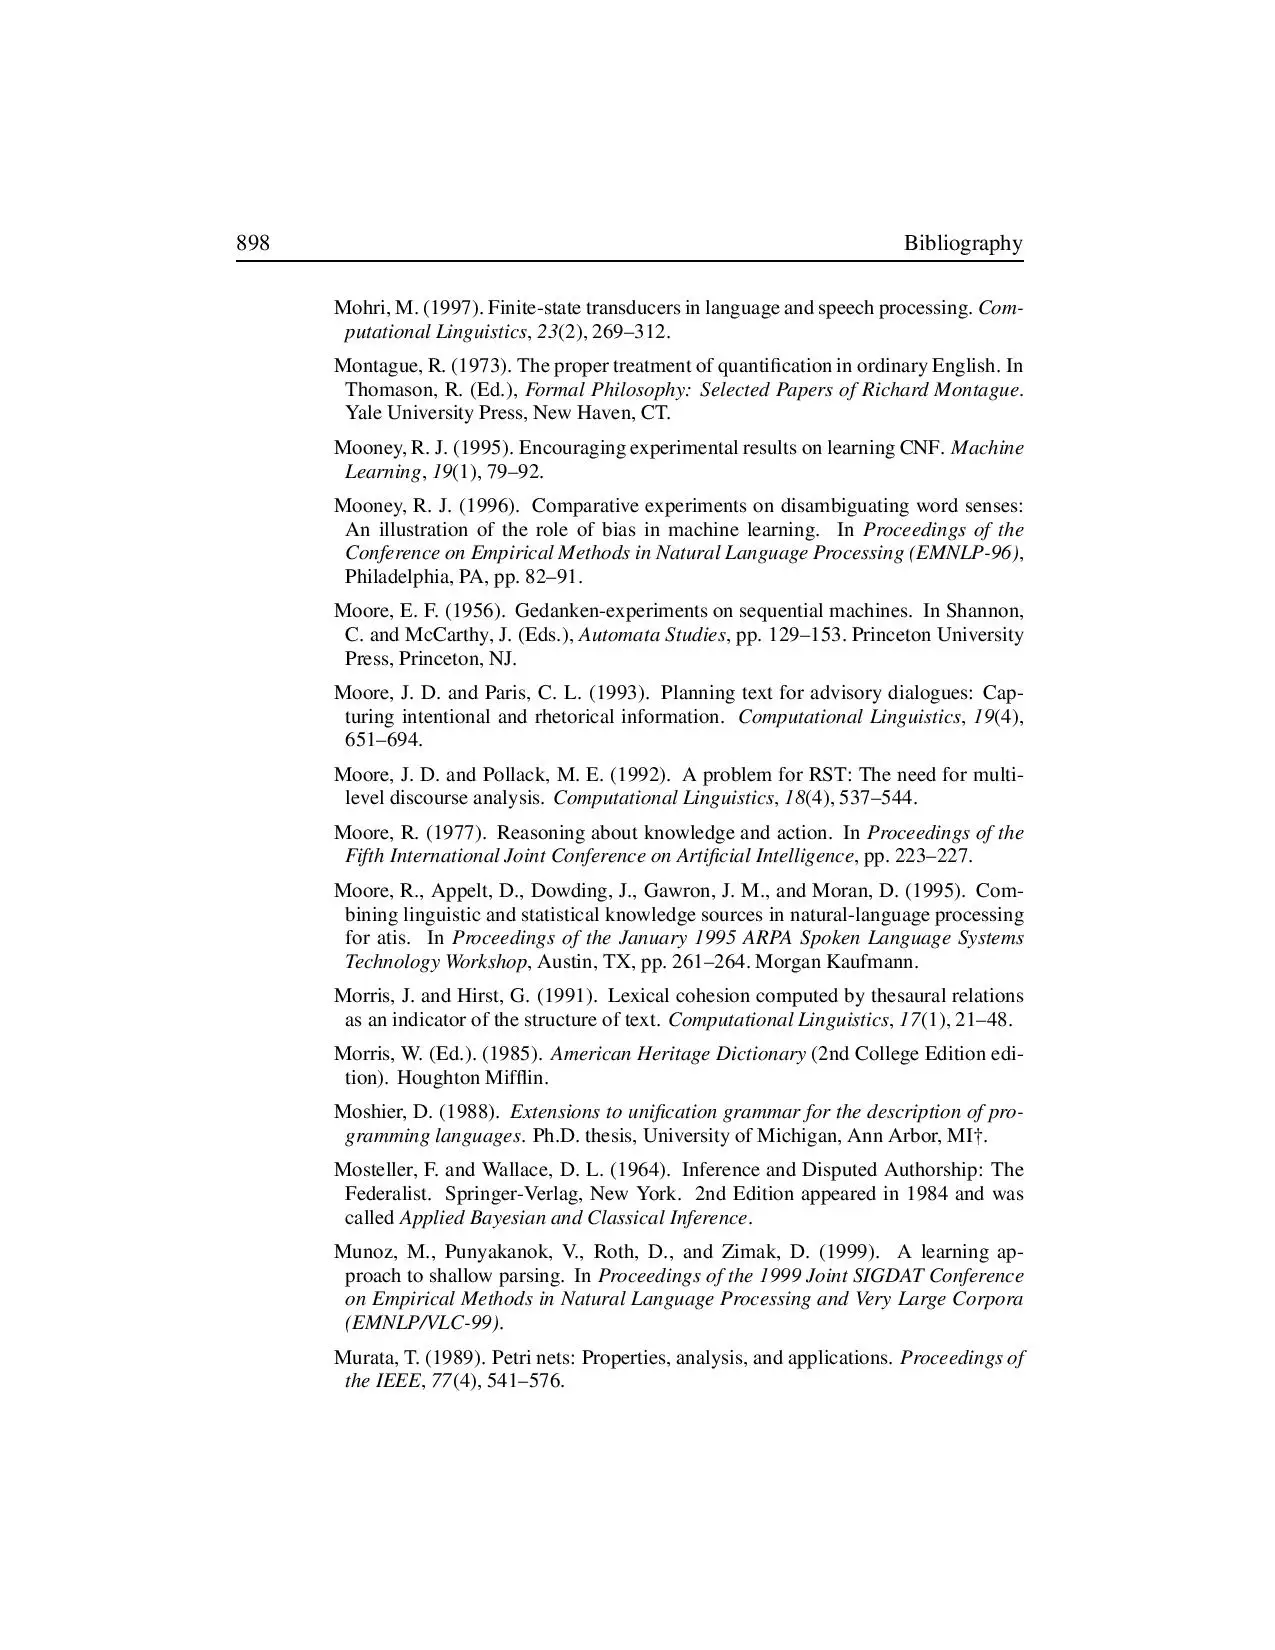 898 Bibliography
Mohri, M. (1997). Finite-state transducers in language and speech processing. Com-
putational Linguistics, 23(2), 269–312.
Montague, R. (1973). The proper treatment of quantification in ordinary English. In
Thomason, R. (Ed.), Formal Philosophy: Selected Papers of Richard Montague.
Yale University Press, New Haven, CT.
Mooney, R. J. (1995). Encouraging experimental results on learning CNF. Machine
Learning, 19(1), 79–92.
Mooney, R. J. (1996). Comparative experiments on disambiguating word senses:
An illustration of the role of bias in machine learning. In Proceedings of the
Conference on Empirical Methods in Natural Language Processing (EMNLP-96),
Philadelphia, PA, pp. 82–91.
Moore, E. F. (1956). Gedanken-experiments on sequential machines. In Shannon,
C. and McCarthy, J. (Eds.), Automata Studies, pp. 129–153. Princeton University
Press, Princeton, NJ.
Moore, J. D. and Paris, C. L. (1993). Planning text for advisory dialogues: Cap-
turing intentional and rhetorical information. Computational Linguistics, 19(4),
651–694.
Moore, J. D. and Pollack, M. E. (1992). A problem for RST: The need for multi-
level discourse analysis. Computational Linguistics, 18(4), 537–544.
Moore, R. (1977). Reasoning about knowledge and action. In Proceedings of the
Fifth International Joint Conference on Artificial Intelligence, pp. 223–227.
Moore, R., Appelt, D., Dowding, J., Gawron, J. M., and Moran, D. (1995). Com-
bining linguistic and statistical knowledge sources in natural-language processing
for atis. In Proceedings of the January 1995 ARPA Spoken Language Systems
Technology Workshop, Austin, TX, pp. 261–264. Morgan Kaufmann.
Morris, J. and Hirst, G. (1991). Lexical cohesion computed by thesaural relations
as an indicator of the structure of text. Computational Linguistics, 17(1), 21–48.
Morris, W. (Ed.). (1985). American Heritage Dictionary (2nd College Edition edi-
tion). Houghton Mifflin.
Moshier, D. (1988). Extensions to unification grammar for the description of pro-
gramming languages. Ph.D. thesis, University of Michigan, Ann Arbor, MI†.
Mosteller, F. and Wallace, D. L. (1964). Inference and Disputed Authorship: The
Federalist. Springer-Verlag, New York. 2nd Edition appeared in 1984 and was
called Applied Bayesian and Classical Inference.
Munoz, M., Punyakanok, V., Roth, D., and Zimak, D. (1999). A learning ap-
proach to shallow parsing. In Proceedings of the 1999 Joint SIGDAT Conference
on Empirical Methods in Natural Language Processing and Very Large Corpora
(EMNLP/VLC-99).
Murata, T. (1989). Petri nets: Properties, analysis, and applications. Proceedings of
the IEEE, 77(4), 541–576.